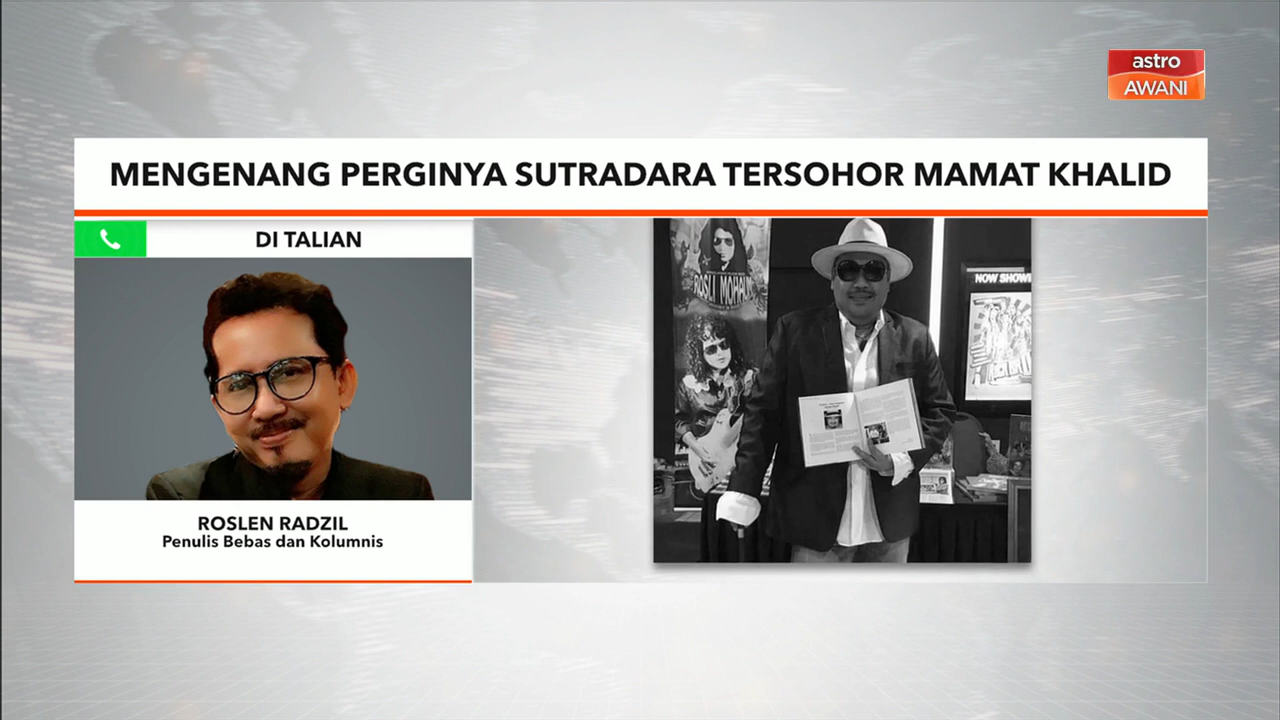 astro
AWANI
MENGENANG PERGINYA SUTRADARA TERSOHOR MAMAT KHALID
DI TALIAN
ROSLI MOHAWK
NOW SHOWI
ROSLEN RADZIL
Penulis Bebas dan Kolumnis